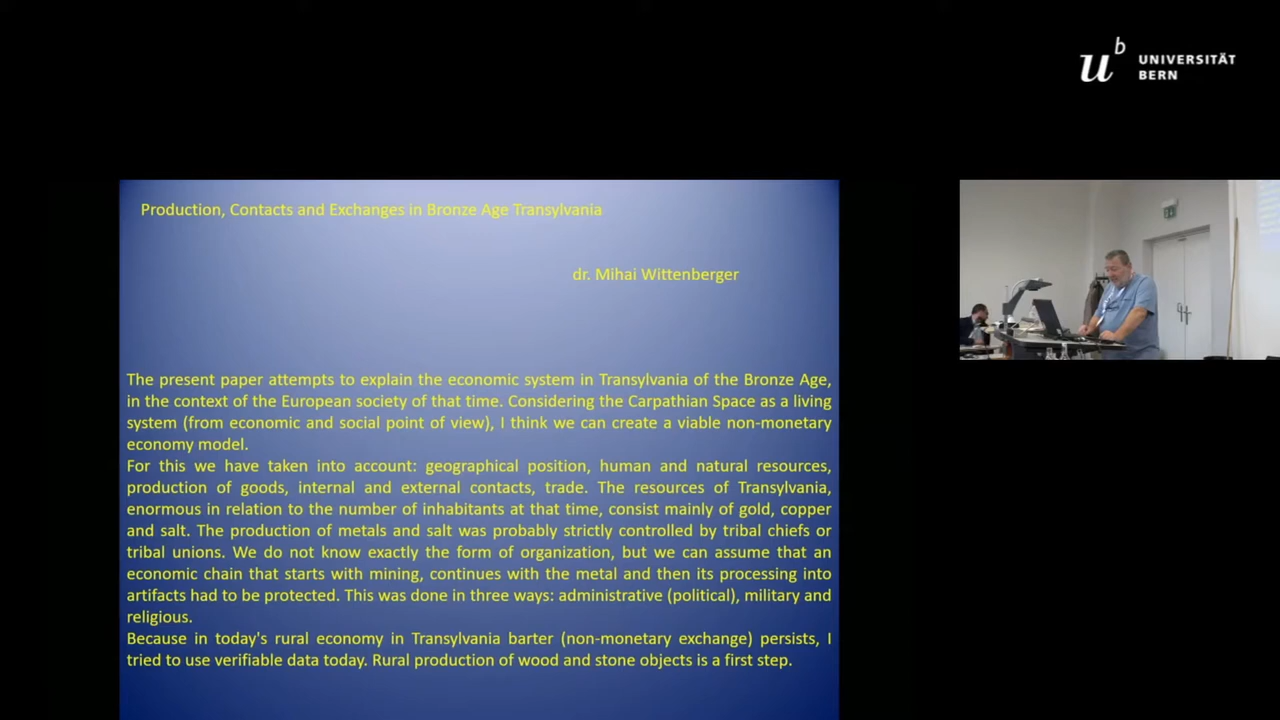 u^b UNIVERSITÄT
BERN
Production, Contacts and Exchanges in Bronze Age Transylvania
dr. Mihai Wittenberger
The present paper attempts to explain the economic system in Transylvania of the Bronze Age,
in the context of the European society of that time. Considering the Carpathian Space as a living
system (from economic and social point of view), I think we can create a viable non-monetary
economy model.
For this we have taken into account: geographical position, human and natural resources,
production of goods, internal and external contacts, trade. The resources of Transylvania,
enormous in relation to the number of inhabitants at that time, consist mainly of gold, copper
and salt. The production of metals and salt was probably strictly controlled by tribal chiefs or
tribal unions. We do not know exactly the form of organization, but we can assume that an
economic chain that starts with mining, continues with the metal and then its processing into
artifacts had to be protected. This was done in three ways: administrative (political), military and
religious.
Because in today's rural economy in Transylvania barter (non-monetary exchange) persists, I
tried to use verifiable data today. Rural production of wood and stone objects is a first step.